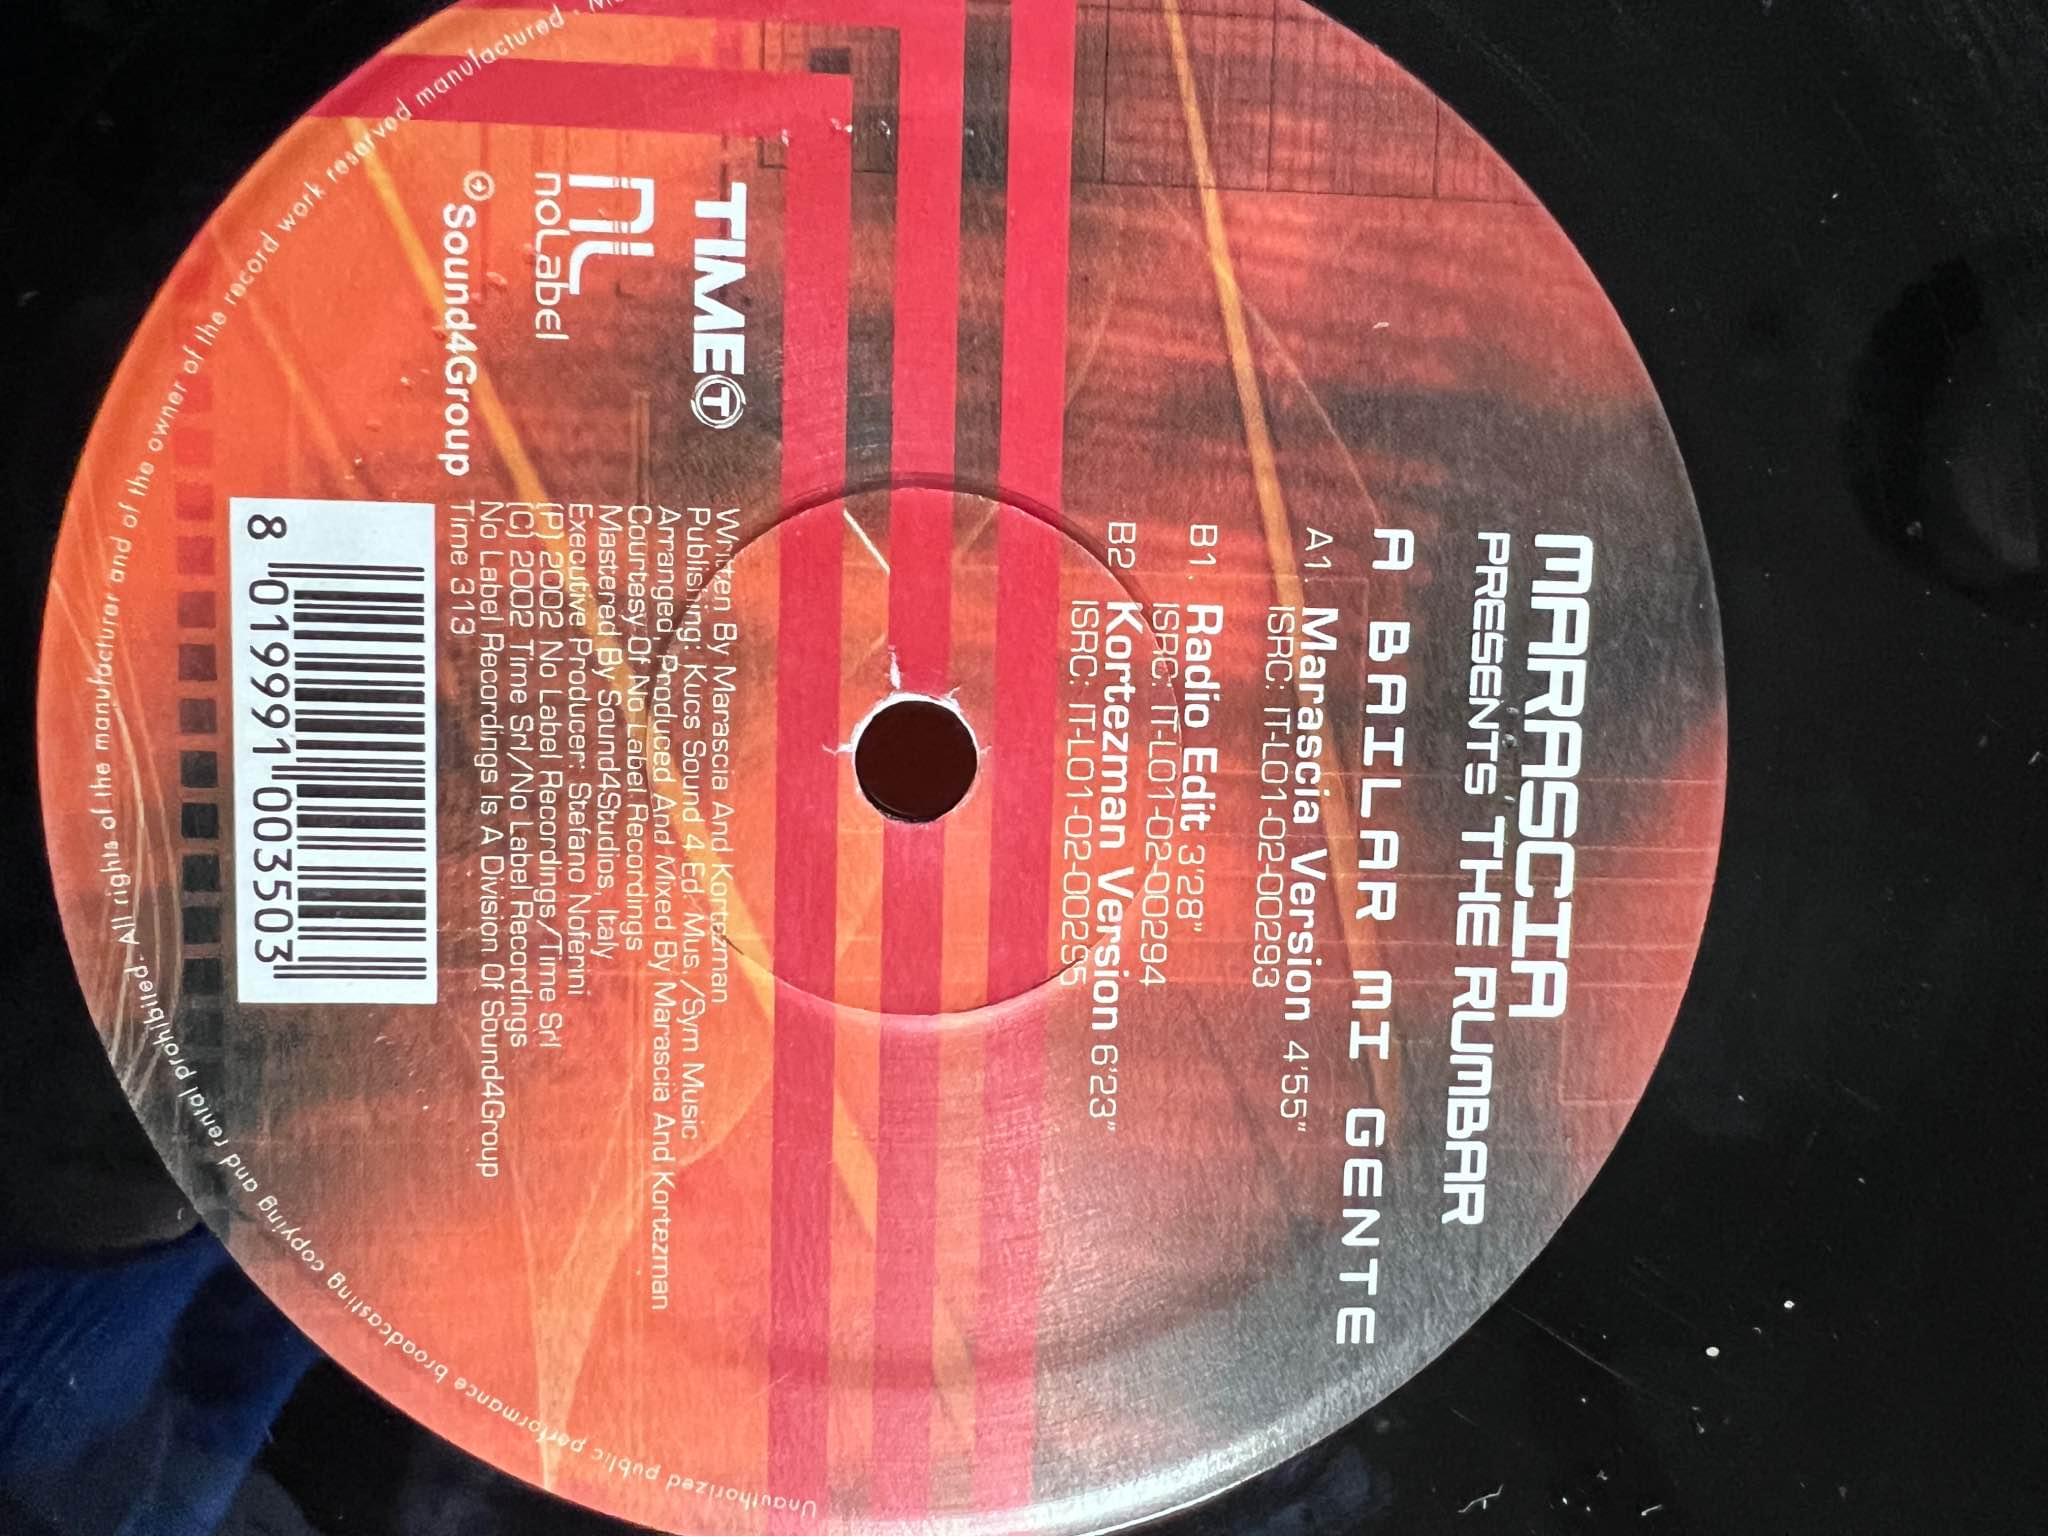 MARASCIA
PRESENTS THE RUMBAR
A BAILAR MI GENTE
A1. Marascia Version 4'55"
ISRC: IT-L01-02-00293
B1. Radio Edit 3'28"
ISRC: IT-L01-02-00294
B2 Kortezman Version 6'23"
ISRC: IT-L01-02-00295
TIME T
NL
noLabel
Sound4Group
Written By Marascia And Kortezman
Publishing: Kucs Sound 4 Ed. Mus./Sym Music
Arranged, Produced And Mixed By Marascia And Kortezman
Courtesy Of No Label Recordings
Mastered By Sound4Studios, Italy
Executive Producer: Stefano Noferini
(P) 2002 No Label Recordings/Time Srl
(C) 2002 Time Srl/No Label Recordings
No Label Recordings Is A Division Of Sound4Group
Time 313
8 019991 003503
Unauthorized public performance broadcasting copying and rental prohibited. All rights of the manufacturer and of the owner of the record work reserved manufactured .